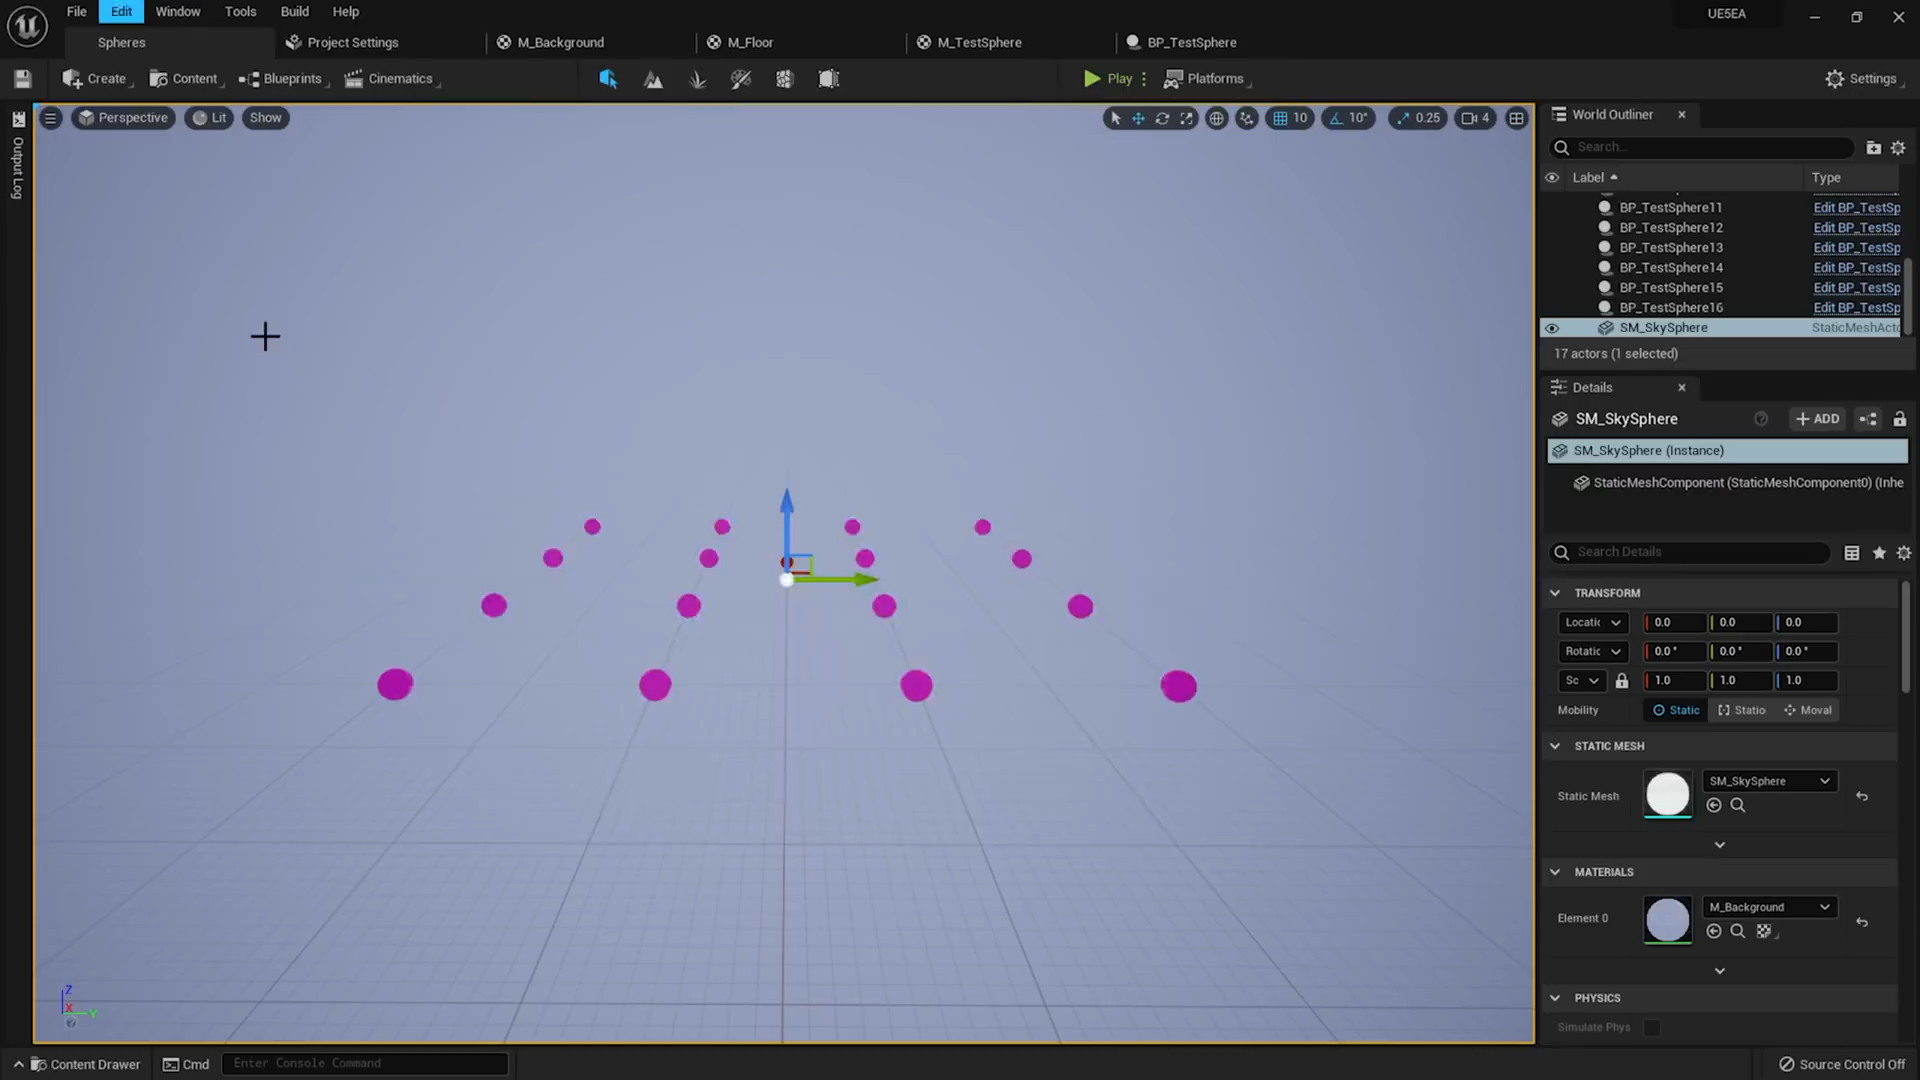 File Edit Window Tools Build Help
UE5EA
Spheres Project Settings M_Background M_Floor M_TestSphere BP_TestSphere
Create Content Blueprints Cinematics Play Platforms Settings
Perspective Lit Show 10 10° 0.25 4
Output Log
World Outliner
Search...
Label Type
BP_TestSphere11 Edit BP_TestSp
BP_TestSphere12 Edit BP_TestSp
BP_TestSphere13 Edit BP_TestSp
BP_TestSphere14 Edit BP_TestSp
BP_TestSphere15 Edit BP_TestSp
BP_TestSphere16 Edit BP_TestSp
SM_SkySphere StaticMeshActo
17 actors (1 selected)
Details
SM_SkySphere + ADD
SM_SkySphere (Instance)
StaticMeshComponent (StaticMeshComponent0) (Inhe
Search Details
TRANSFORM
Locatic 0.0 0.0 0.0
Rotatic 0.0° 0.0° 0.0°
Sc 1.0 1.0 1.0
Mobility Static Statio Moval
STATIC MESH
Static Mesh SM_SkySphere
MATERIALS
Element 0 M_Background
PHYSICS
Simulate Phys
Z
X Y
Content Drawer Cmd Enter Console Command Source Control Off